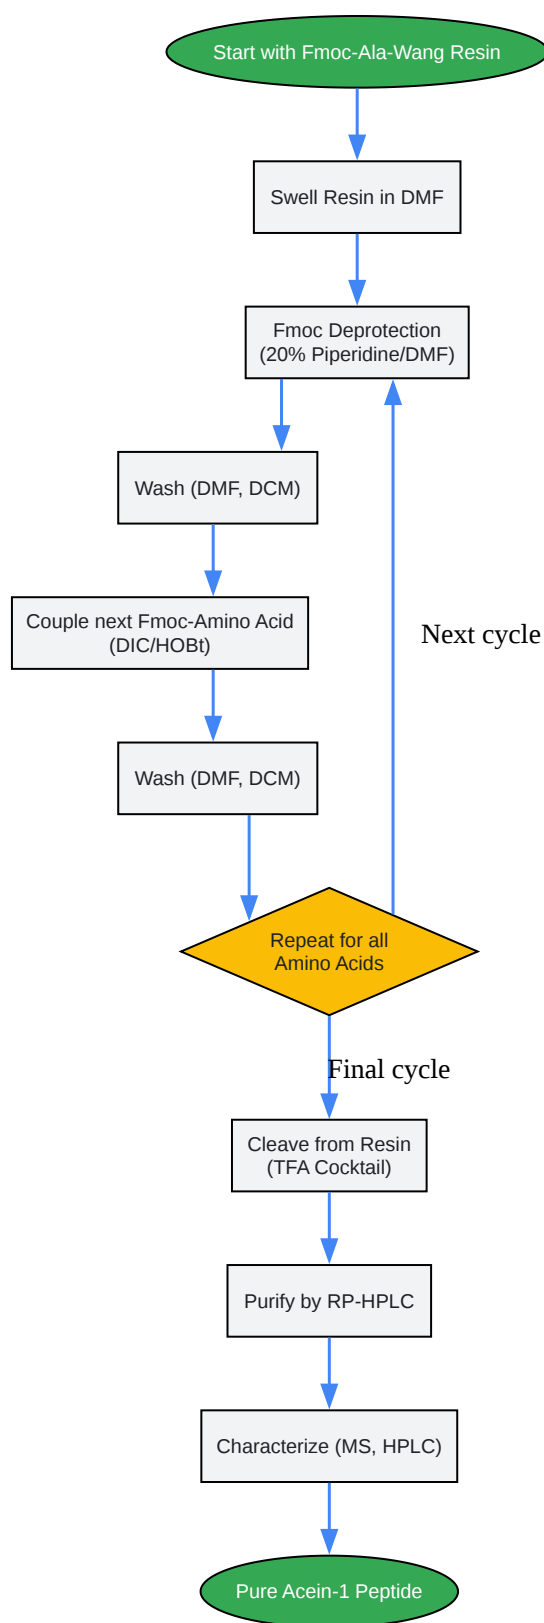 Start with Fmoc-Ala-Wang Resin
Swell Resin in DMF
Fmoc Deprotection
(20% Piperidine/DMF)
Wash (DMF, DCM)
Couple next Fmoc-Amino Acid
(DIC/HOBt)
Next cycle
Wash (DMF, DCM)
Repeat for all
Amino Acids
Final cycle
Cleave from Resin
(TFA Cocktail)
Purify by RP-HPLC
Characterize (MS, HPLC)
Pure Acein-1 Peptide